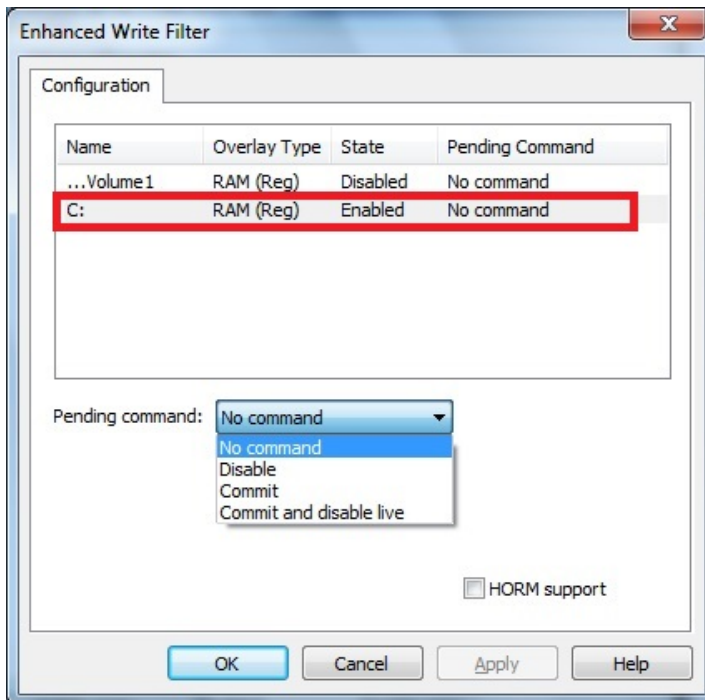 Enhanced Write Filter
Configuration
Name Overlay Type State Pending Command
...Volume1 RAM (Reg) Disabled No command
C: RAM (Reg) Enabled No command
Pending command: No command
No command
Disable
Commit
Commit and disable live
HORM support
OK Cancel Apply Help